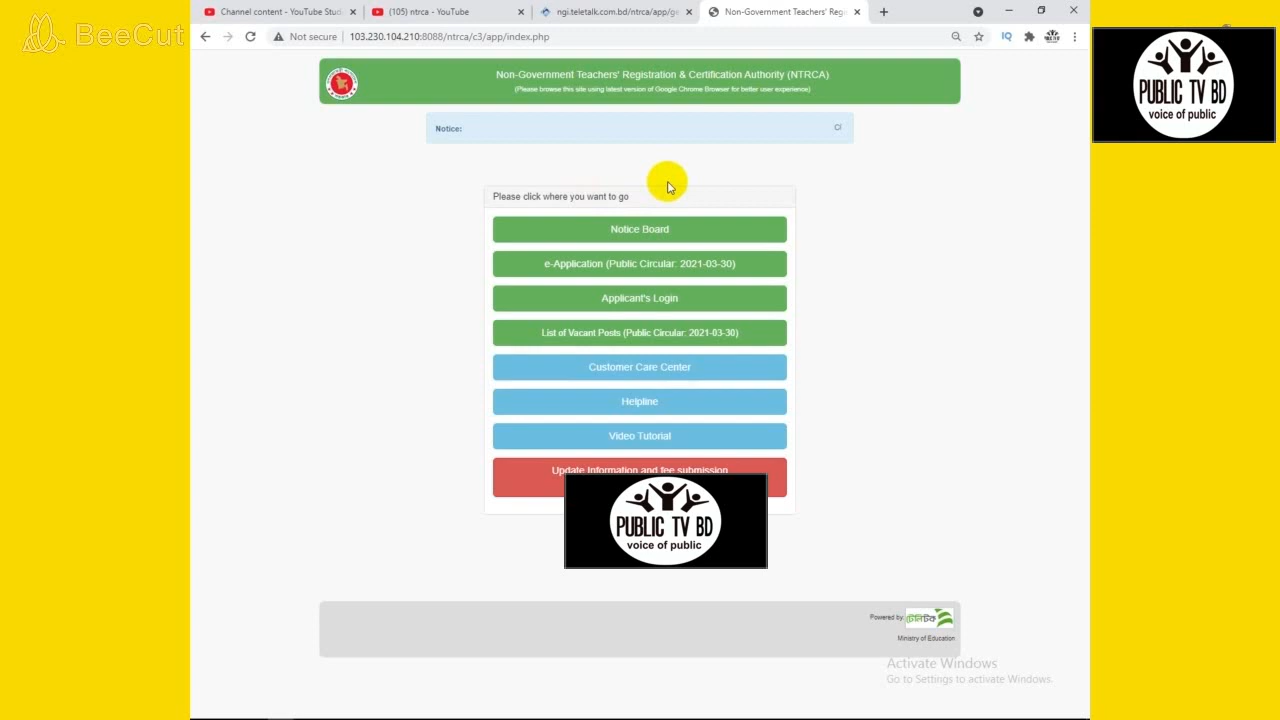 BeeCut
Channel content - YouTube Stud
(105) ntrca - YouTube
ngi.teletalk.com.bd/ntrca/app/ge
Non-Government Teachers' Regi
Not secure
103.230.104.210:8088/ntrca/c3/app/index.php
IQ
Non-Government Teachers' Registration & Certification Authority (NTRCA)
(Please browse this site using latest version of Google Chrome Browser for better user experience)
Notice:
Please click where you want to go
Notice Board
e-Application (Public Circular: 2021-03-30)
Applicant's Login
List of Vacant Posts (Public Circular: 2021-03-30)
Customer Care Center
Helpline
Video Tutorial
Update Information and fee submission
PUBLIC TV BD
voice of public
PUBLIC TV BD
voice of public
Powered by:
টেলিটক
Ministry of Education
Activate Windows
Go to Settings to activate Windows.